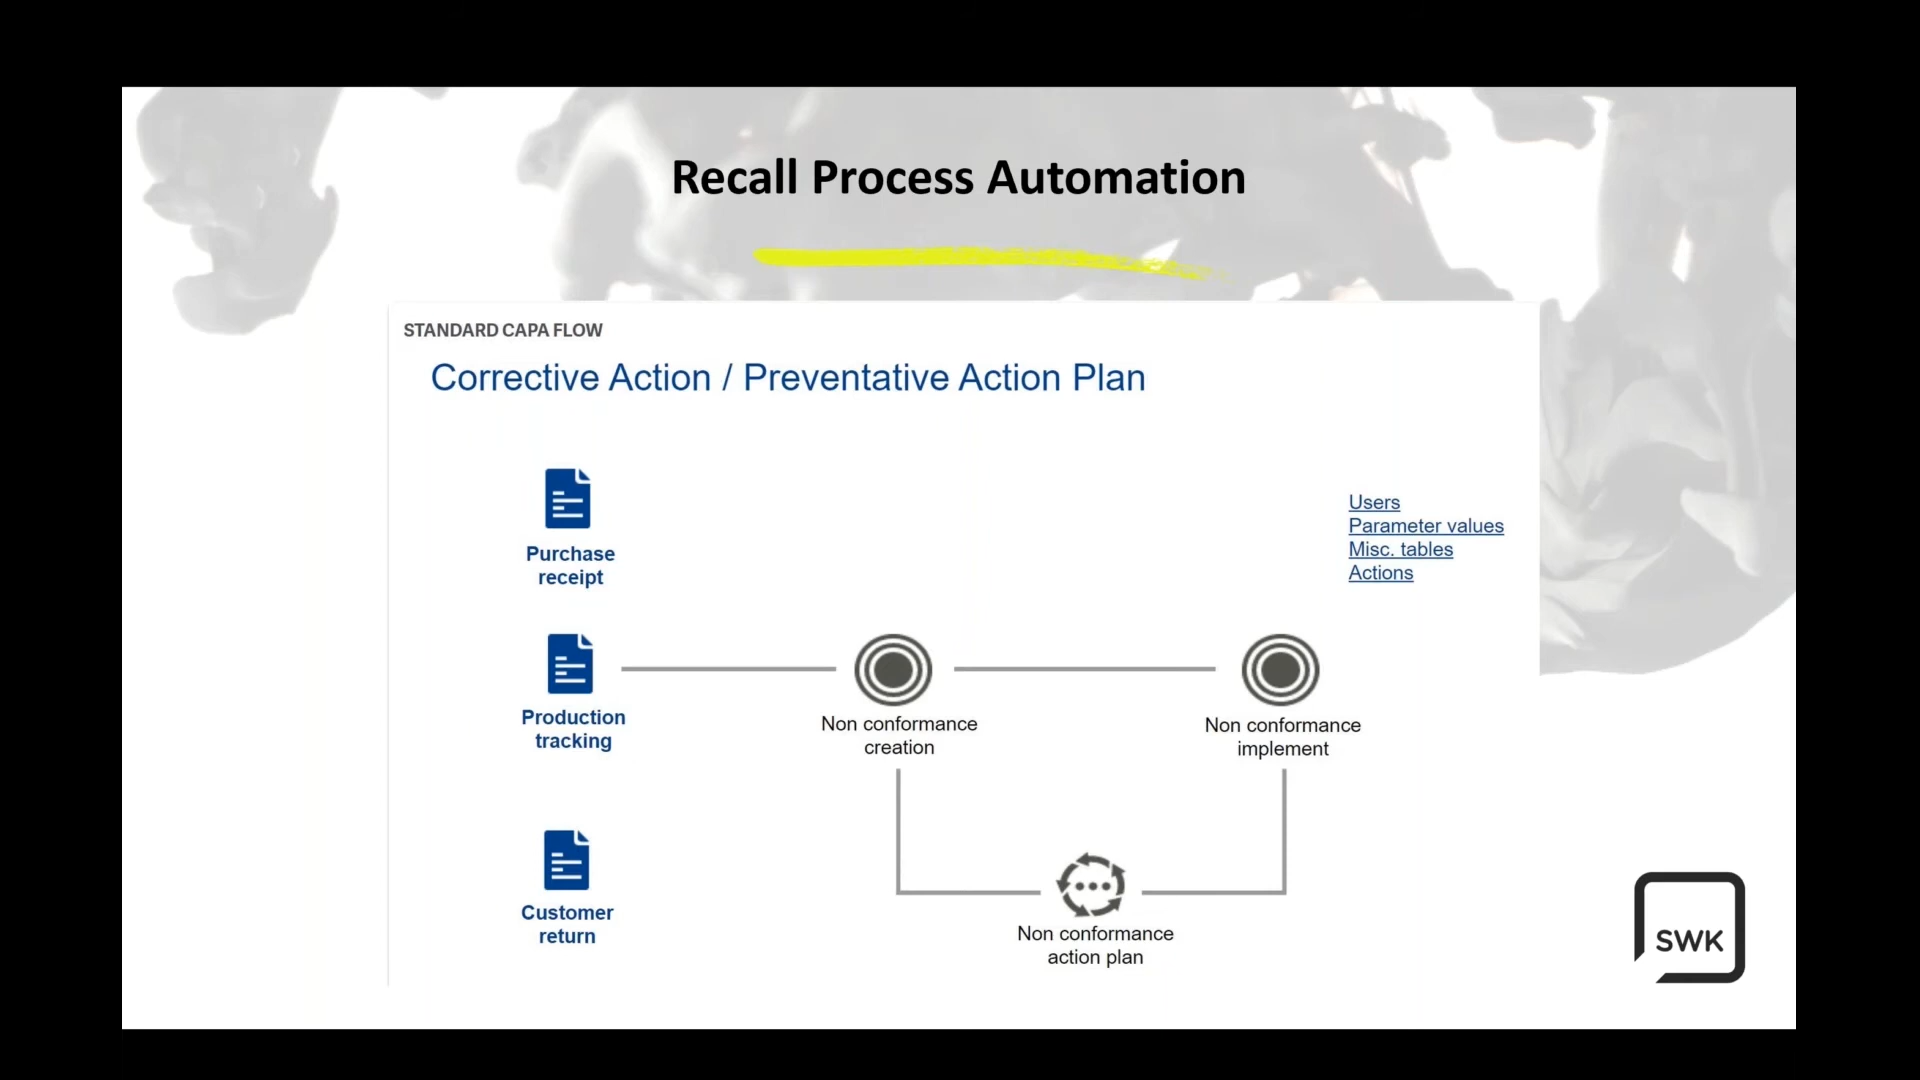 Recall Process Automation
STANDARD CAPA FLOW
Corrective Action / Preventative Action Plan
Purchase
receipt
Users
Parameter values
Misc. tables
Actions
Production
tracking
Non conformance
creation
Non conformance
implement
Customer
return
Non conformance
action plan
SWK